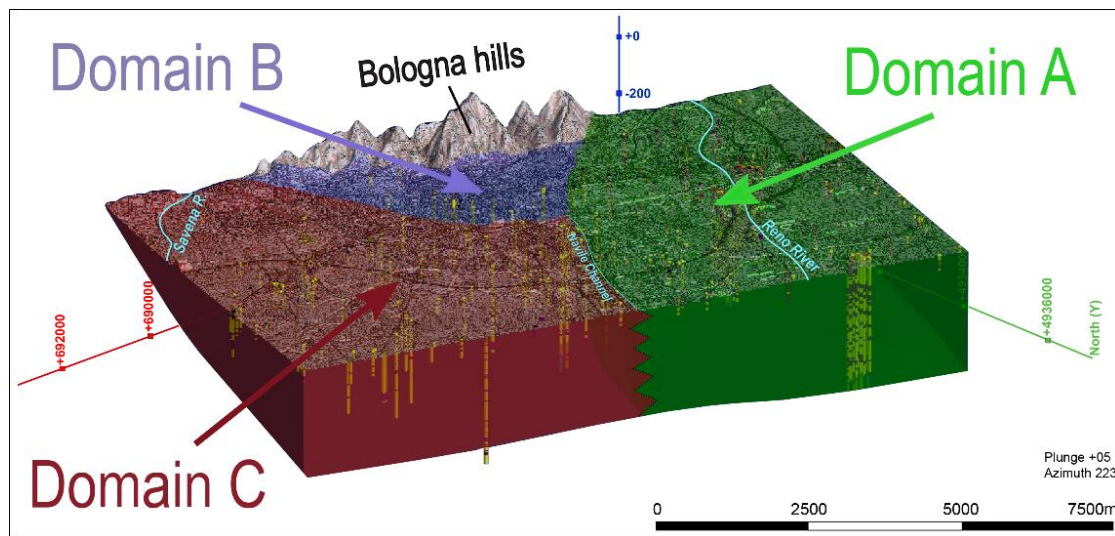 Domain B
Bologna hills
Domain A
+0
-200
Savena R.
Navile Channel
Reno River
+692000
+690000
+4936000
North (Y)
Domain C
Plunge +05
Azimuth 223
0 2500 5000 7500m